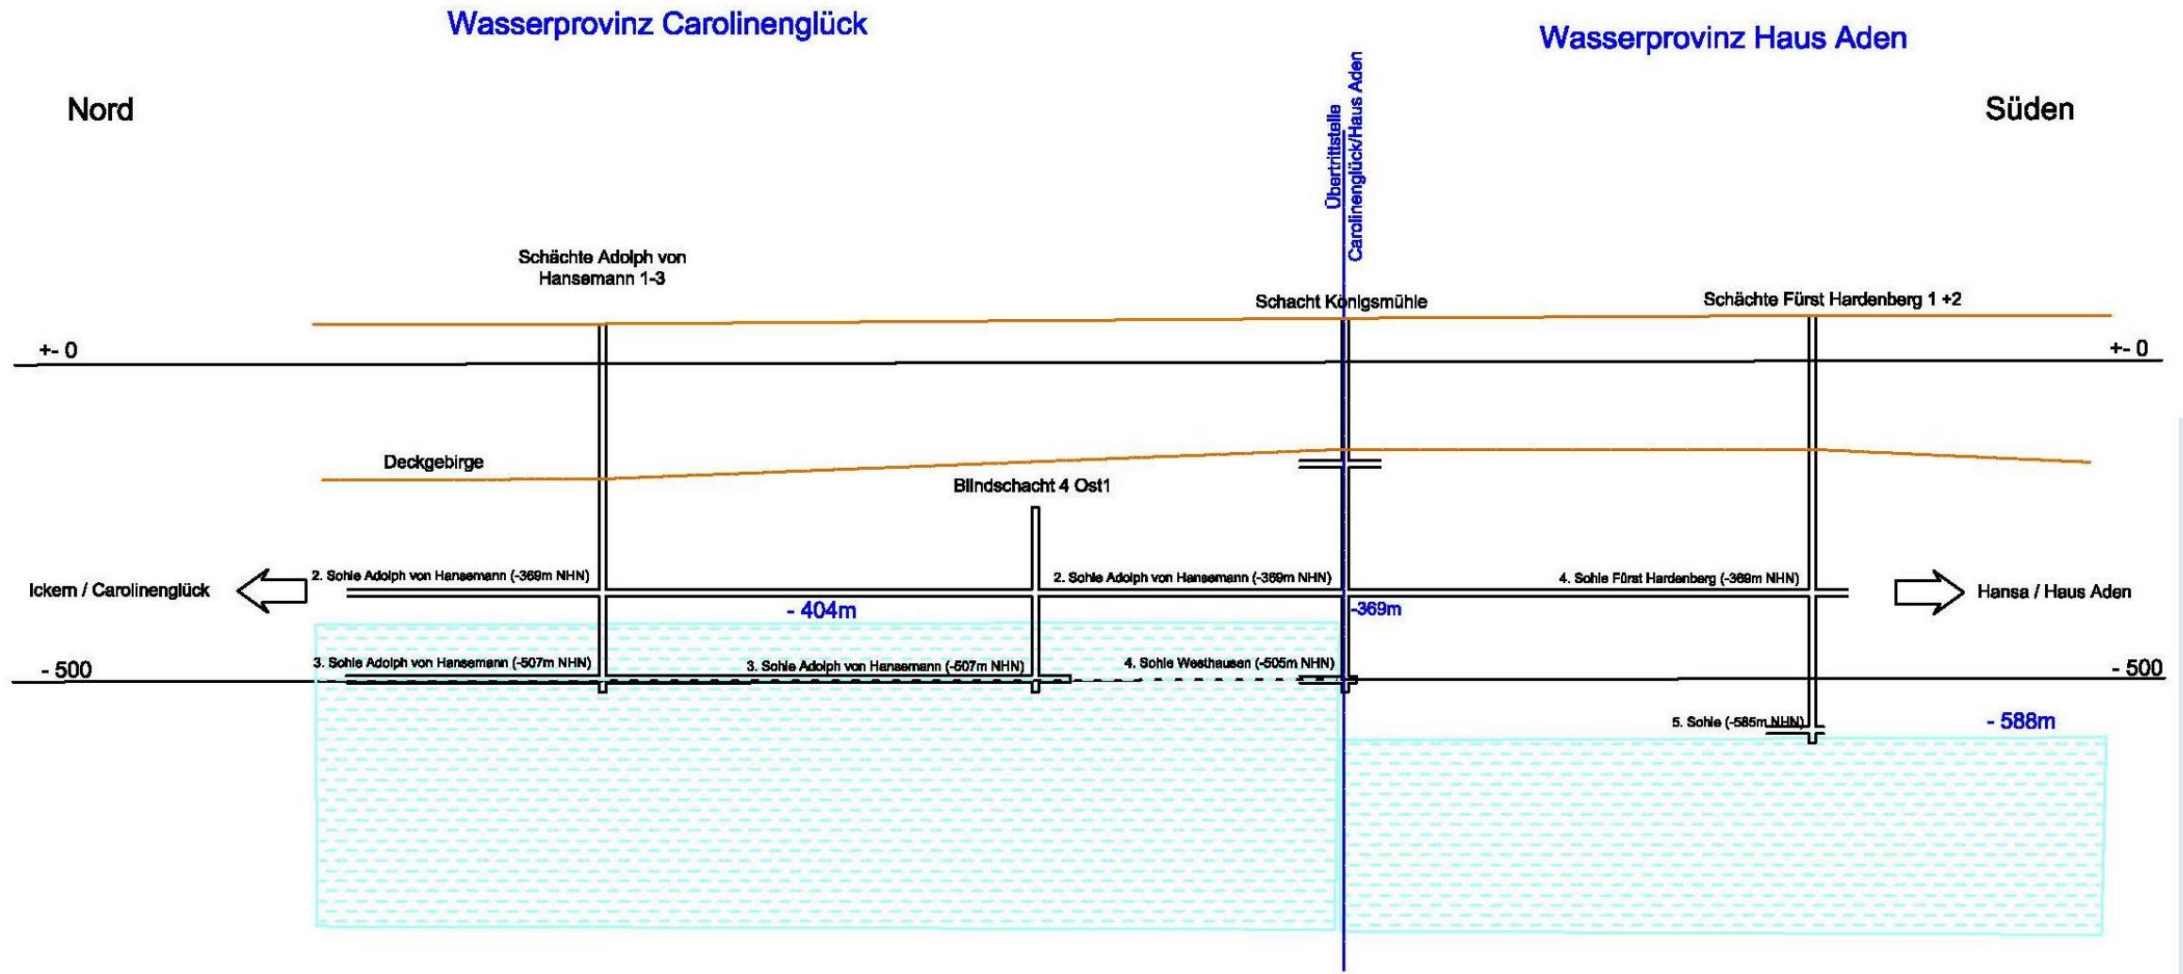 Wasserprovinz Carolinenglück
Wasserprovinz Haus Aden
Nord
Süden
Übertrittstelle
Carolinenglück/Haus Aden
Schächte Adolph von
Hansemann 1-3
Schacht Königsmühle
Schächte Fürst Hardenberg 1 +2
+- 0
+- 0
Deckgebirge
Blindschacht 4 Ost1
Ickern / Carolinenglück
2. Sohle Adolph von Hansemann (-369m NHN)
2. Sohle Adolph von Hansemann (-369m NHN)
4. Sohle Fürst Hardenberg (-369m NHN)
Hansa / Haus Aden
- 404m
-369m
- 500
3. Sohle Adolph von Hansemann (-507m NHN)
3. Sohle Adolph von Hansemann (-507m NHN)
4. Sohle Westhausen (-505m NHN)
- 500
5. Sohle (-585m NHN)
- 588m